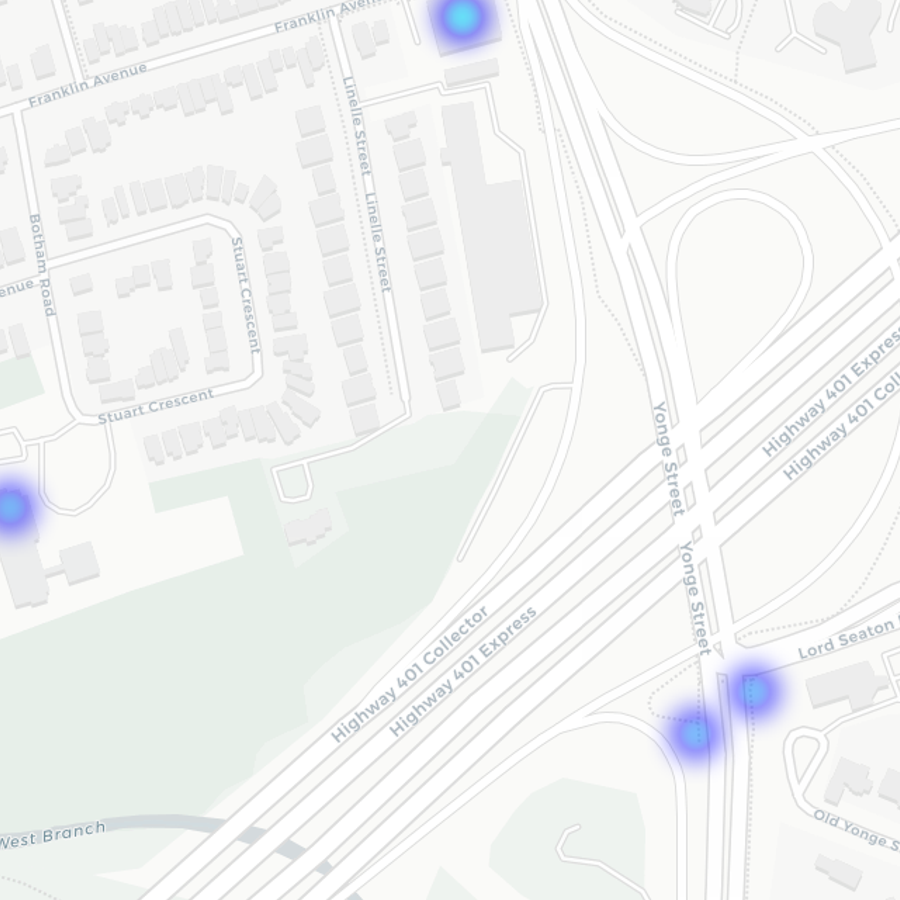 Franklin Avenue
Franklin Avenue
Linelle Street
Linelle Street
Botham Road
Stuart Crescent
enue
Stuart Crescent
Highway 401 Express
Highway 401 Coll
Yonge Street
Yonge Street
Highway 401 Collector
Highway 401 Express
Lord Seaton
West Branch
Old Yonge S